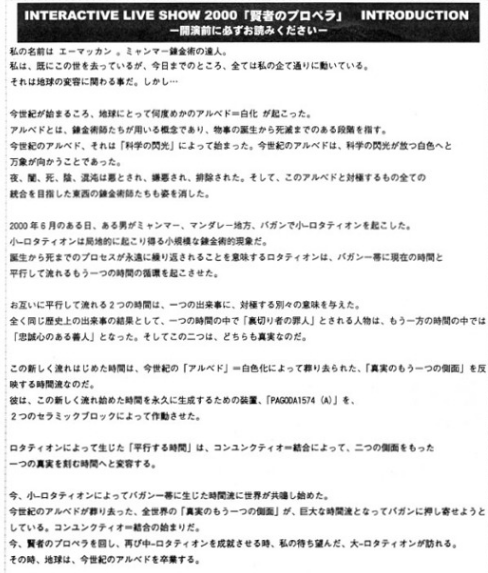 INTERACTIVE LIVE SHOW 2000「賢者のプロペラ」 INTRODUCTION
ー開演前に必ずお読みくださいー
私の名前は エーマッカン 。ミャンマー錬金術の達人。
私は、既にこの世を去っているが、今日までのところ、全ては私の企て通りに動いている。
それは地球の変容に関わる事だ。しかし…
今世紀が始まるころ、地球にとって何度めかのアルベド＝白化 が起こった。
アルベドとは、錬金術師たちが用いる概念であり、物事の誕生から死滅までのある段階を指す。
今世紀のアルベド、それは「科学の閃光」によって始まった。今世紀のアルベドは、科学の閃光が放つ白色へと
万象が向かうことであった。
夜、闇、死、陰、混沌は悪とされ、嫌悪され、排除された。そして、このアルベドと対極するもの全ての
統合を目指した東西の錬金術師たちも姿を消した。
2000年6月のある日、ある男がミャンマー、マンダレー地方、バガンで小-ロタティオンを起こした。
小-ロタティオンは局地的に起こり得る小規模な錬金術的現象だ。
誕生から死までのプロセスが永遠に繰り返されることを意味するロタティオンは、バガン一帯に現在の時間と
平行して流れるもう一つの時間の循環を起こさせた。
お互いに平行して流れる２つの時間は、一つの出来事に、対極する別々の意味を与えた。
全く同じ歴史上の出来事の結果として、一つの時間の中で「裏切り者の罪人」とされる人物は、もう一方の時間の中では
「忠誠心のある善人」となった。そしてこの二つは、どちらも真実なのだ。
この新しく流れはじめた時間は、今世紀の「アルベド」＝白色化によって葬り去られた、「真実のもう一つの側面」を反
映する時間流なのだ。
彼は、この新しく流れ始めた時間を永久に生成するための装置、「PAGODA1574（A）」を、
２つのセラミックブロックによって作動させた。
ロタティオンによって生じた「平行する時間」は、コンユンクティオ＝結合によって、二つの側面をもった
一つの真実を刻む時間へと変容する。
今、小-ロタティオンによってバガン一帯に生じた時間流に世界が共鳴し始めた。
今世紀のアルベドが葬り去った、全世界の「真実のもう一つの側面」が、巨大な時間流となってバガンに押し寄せようと
している。コンユンクティオ＝結合の始まりだ。
今、賢者のプロペラを回し、再び中-ロタティオンを成就させる時、私の待ち望んだ、大-ロタティオンが訪れる。
その時、地球は、今世紀のアルベドを卒業する。